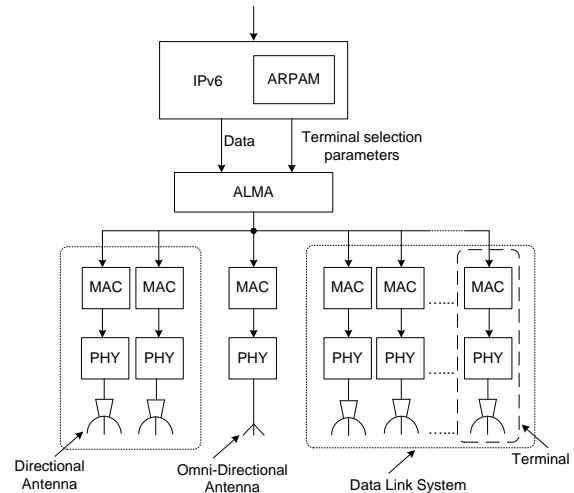 IPv6
ARPAM
Data
Terminal selection
parameters
ALMA
MAC MAC MAC MAC MAC MAC
......
PHY PHY PHY PHY PHY PHY
......
......
Directional
Antenna
Omni-Directional
Antenna
Data Link System
Terminal